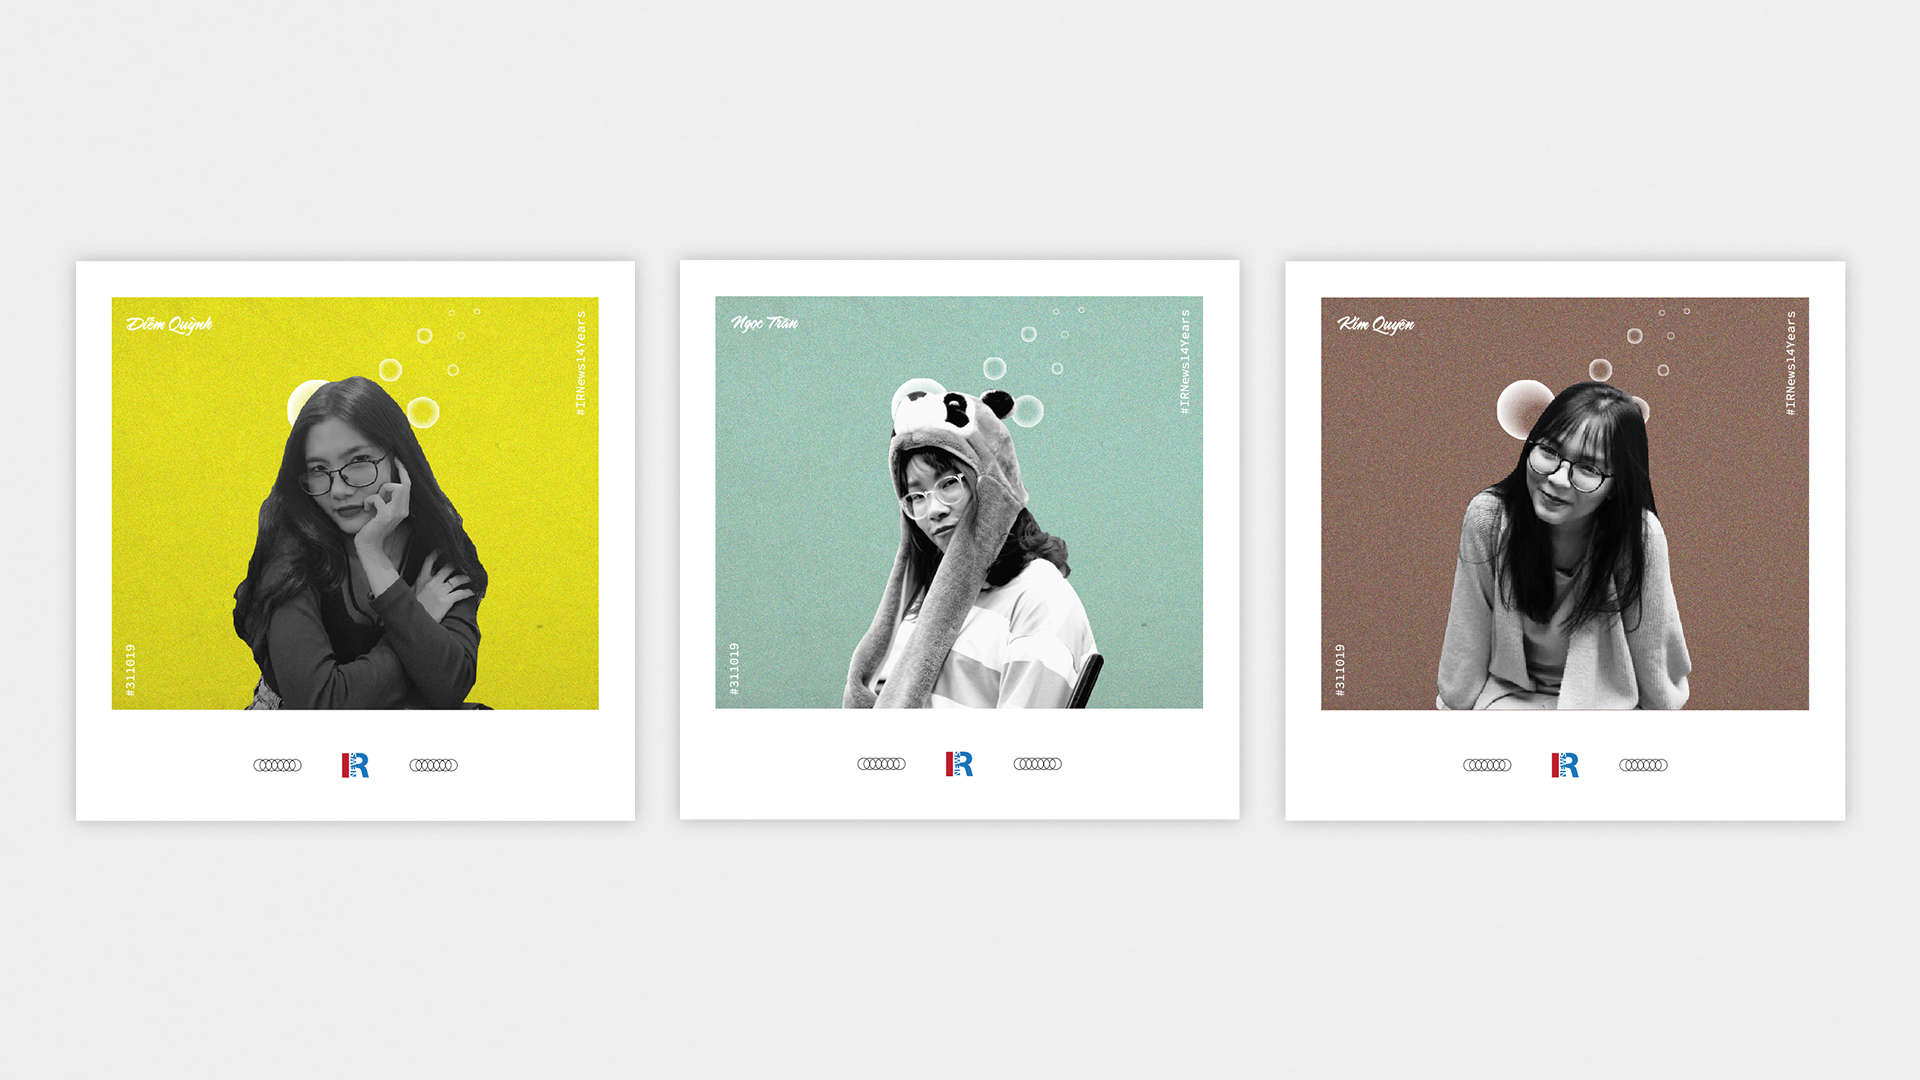 Diễm Quỳnh
#IRNews14Years
#311019
IR NEWS
Ngọc Trân
#IRNews14Years
#311019
IR NEWS
Kim Quyên
#IRNews14Years
#311019
IR NEWS